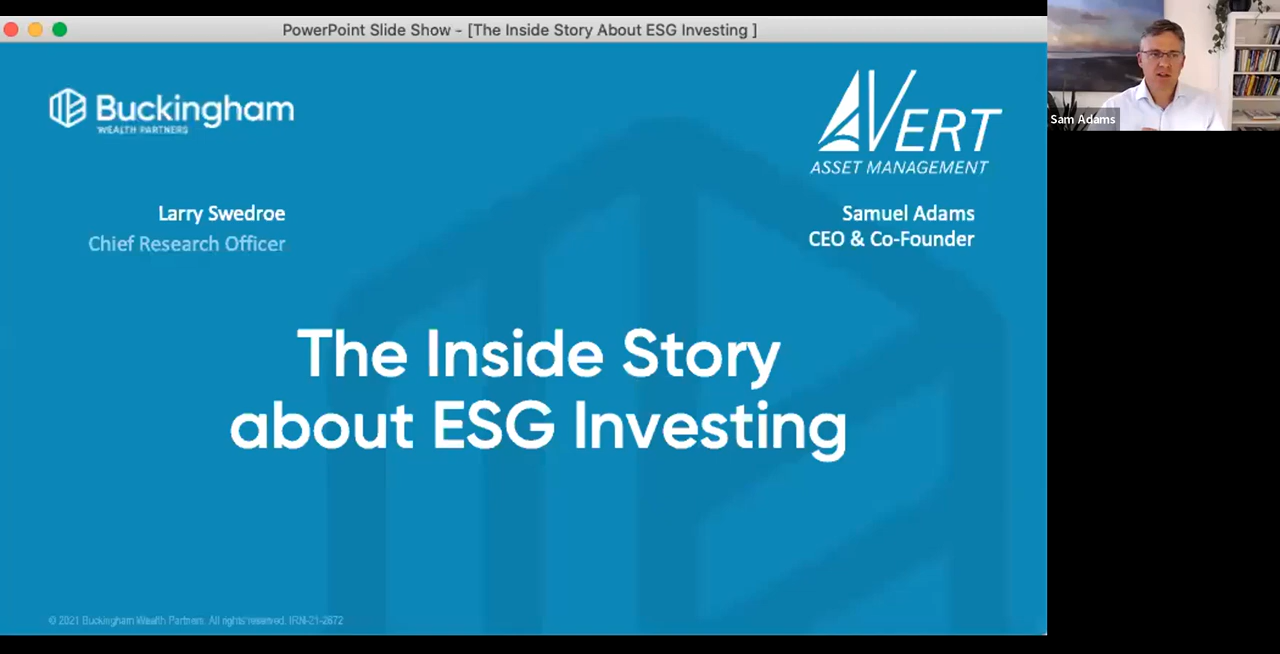 PowerPoint Slide Show - [The Inside Story About ESG Investing ]
Buckingham
WEALTH PARTNERS
AVERT
ASSET MANAGEMENT
Sam Adams
Larry Swedroe
Chief Research Officer
Samuel Adams
CEO & Co-Founder
The Inside Story
about ESG Investing
© 2021 Buckingham Wealth Partners. All rights reserved. IRN-21-2672